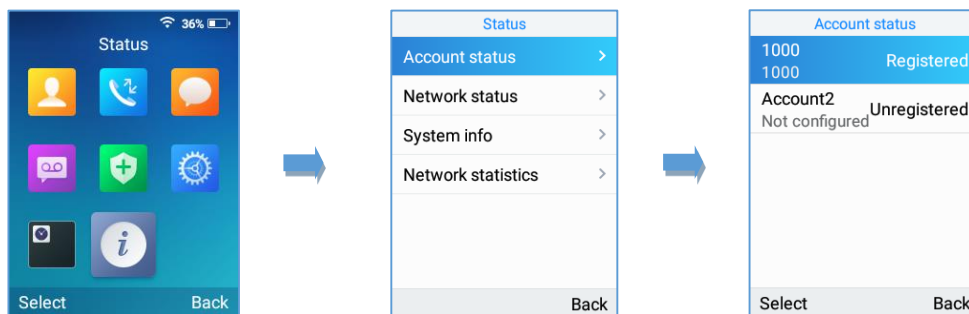 36%
Status
Select Back
Status
Account status
Network status
System info
Network statistics
Back
Account status
1000
1000
Registered
Account2
Not configured
Unregistered
Select Back